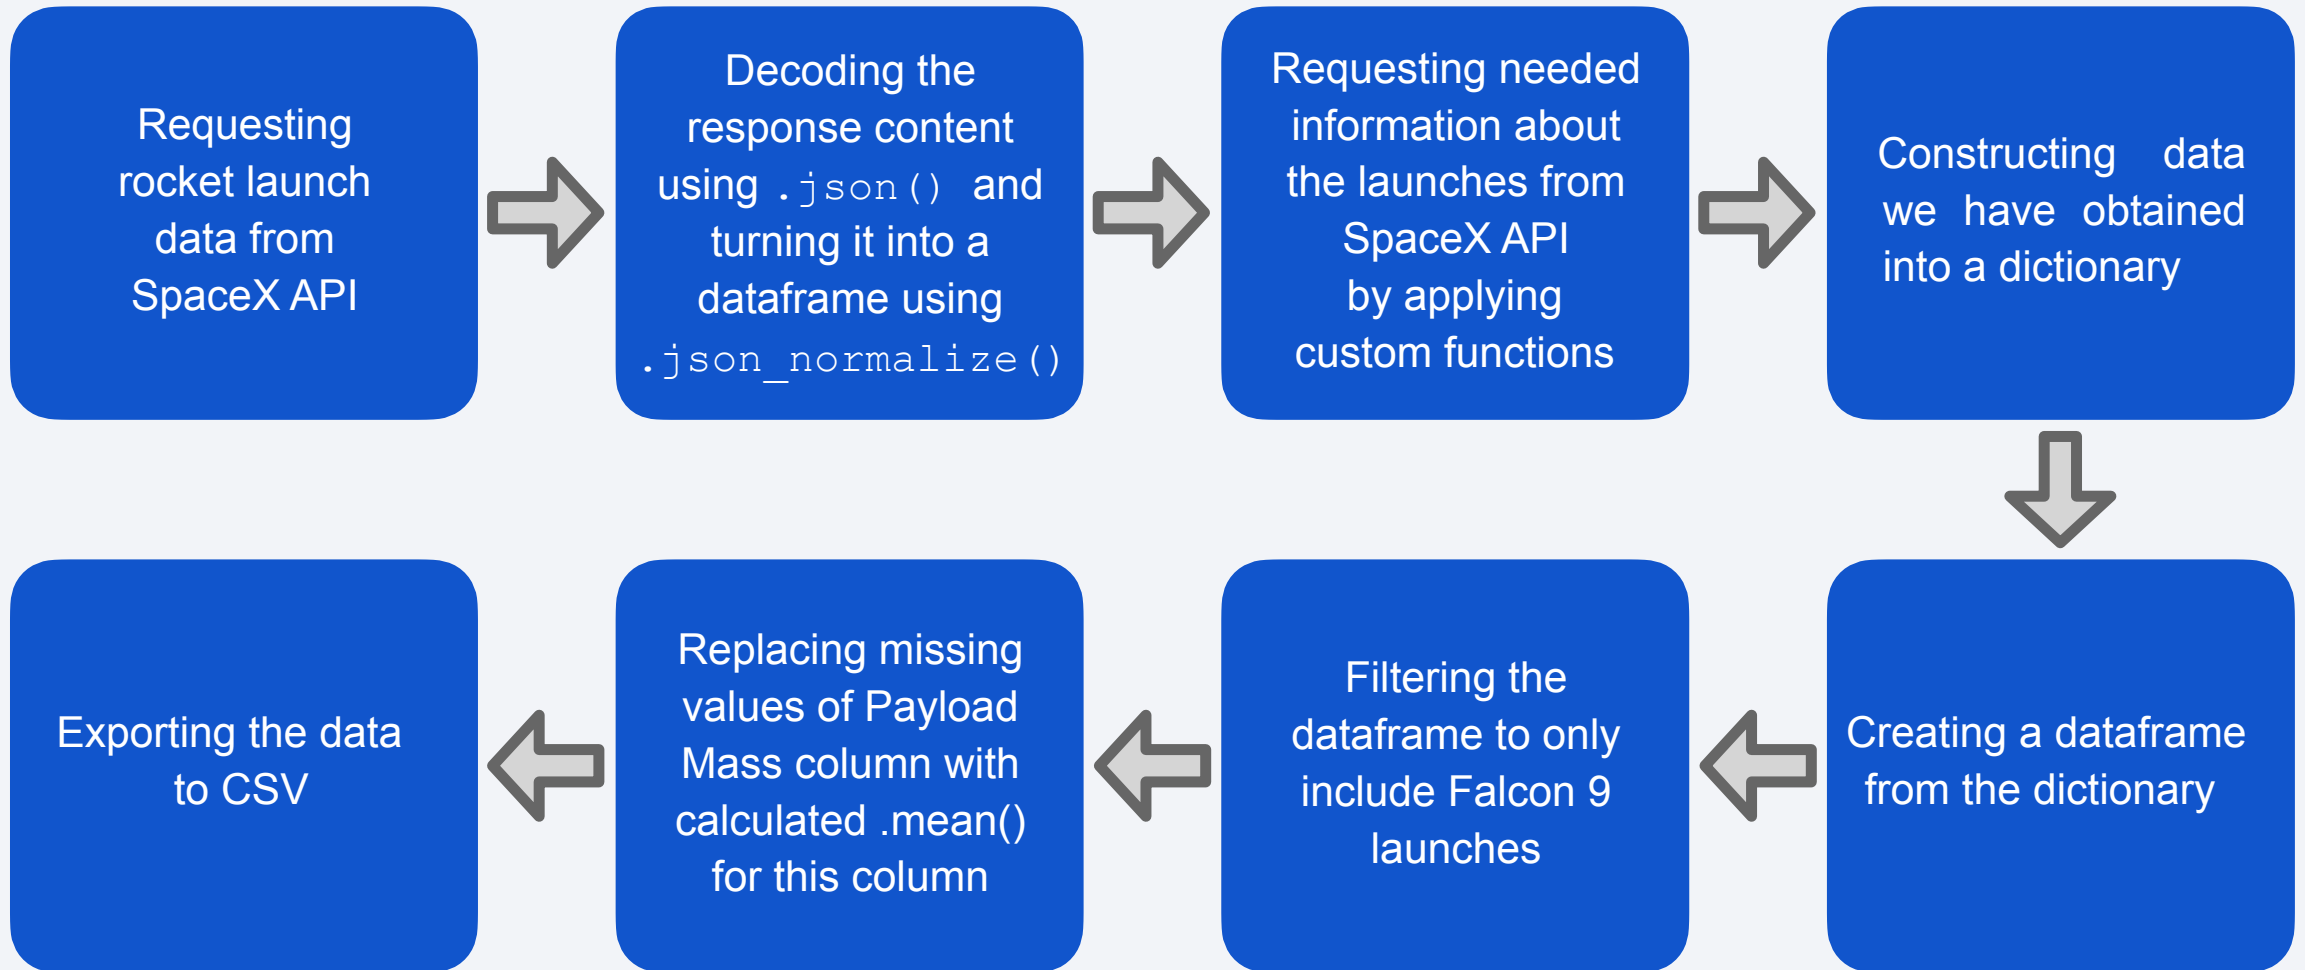 Requesting
rocket launch
data from
SpaceX API
Decoding the
response content
using .json() and
turning it into a
dataframe using
.json_normalize()
Requesting needed
information about
the launches from
SpaceX API
by applying
custom functions
Constructing data
we have obtained
into a dictionary
Creating a dataframe
from the dictionary
Filtering the
dataframe to only
include Falcon 9
launches
Replacing missing
values of Payload
Mass column with
calculated .mean()
for this column
Exporting the data
to CSV